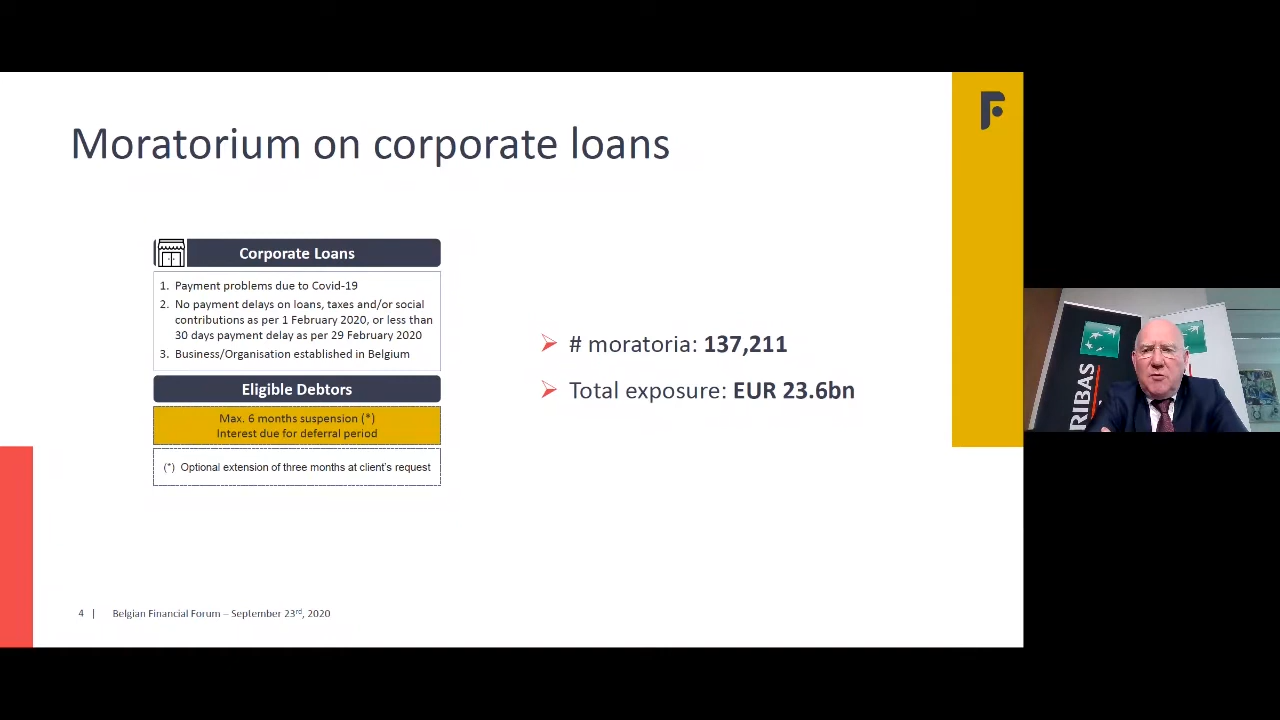 Moratorium on corporate loans
Corporate Loans
1. Payment problems due to Covid-19
2. No payment delays on loans, taxes and/or social
contributions as per 1 February 2020, or less than
30 days payment delay as per 29 February 2020
3. Business/Organisation established in Belgium
Eligible Debtors
Max. 6 months suspension (*)
Interest due for deferral period
(*) Optional extension of three months at client's request
# moratoria: 137,211
Total exposure: EUR 23.6bn
4 | Belgian Financial Forum – September 23rd, 2020
RIBAS